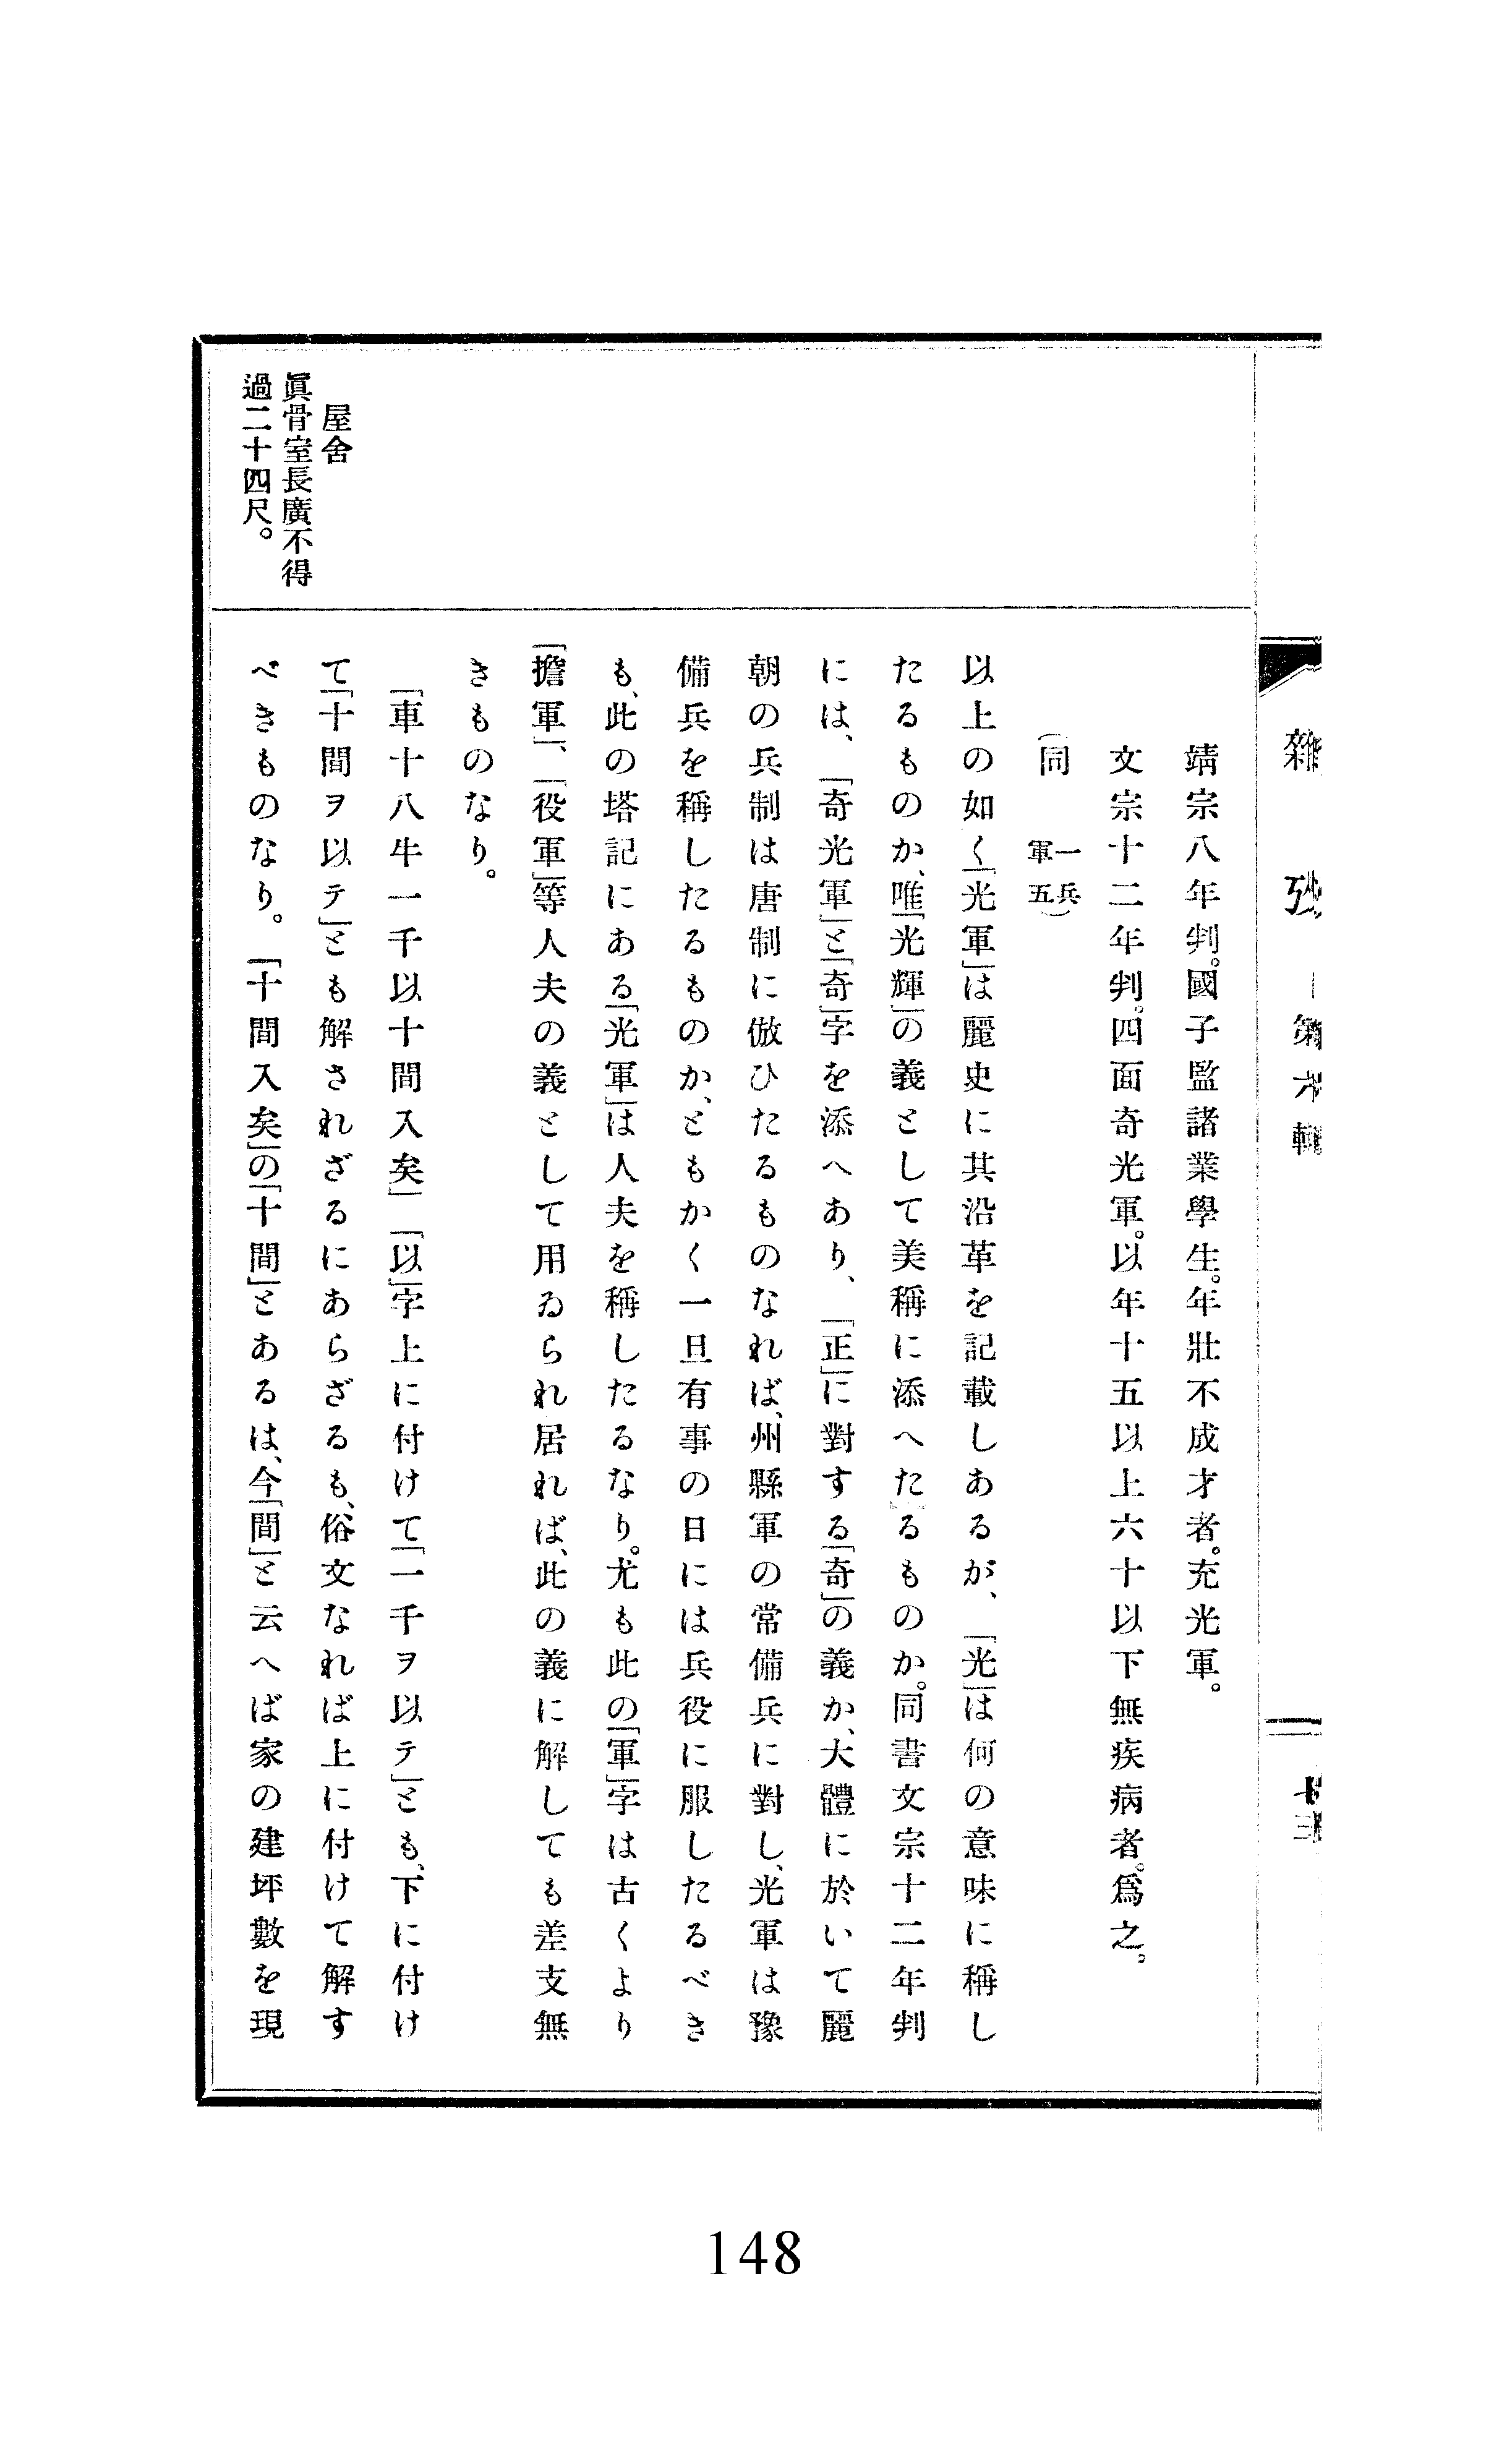 雜 攷 ― 第六輯
靖宗八年判。國子監諸業學生。年壯不成才者。充光軍。
文宗十二年判。四面奇光軍。以年十五以上六十以下無疾病者。爲之。
(同 一兵
軍五)
以上の如く「光軍」は麗史に其沿革を記載しあるが、「光」は何の意味に稱し
たるものか、唯「光輝」の義として美稱に添へた」るものか。同書文宗十二年判
には、「奇光軍」と「奇」字を添へあり、「正」に對する「奇」の義か、大體に於いて麗
朝の兵制は唐制に倣ひたるものなれば、州縣軍の常備兵に對し、光軍は豫
備兵を稱したるものか、ともかく一旦有事の日には兵役に服したるべき
も、此の塔記にある「光軍」は人夫を稱したるなり。尤も此の「軍」字は古くより
「擔軍」、「役軍」等人夫の義として用ゐられ居れば、此の義に解しても差支無
きものなり。
「車十八牛一千以十間入矣」「以」字上に付けて「一千ヲ以テ」とも、下に付け
て「十間ヲ以テ」とも解されざるにあらざるも、俗文なれば上に付けて解す
べきものなり。「十間入矣」の「十間」とあるは、今「間」と云へば家の建坪數を現
屋舍
眞骨室長廣不得
過二十四尺。
148